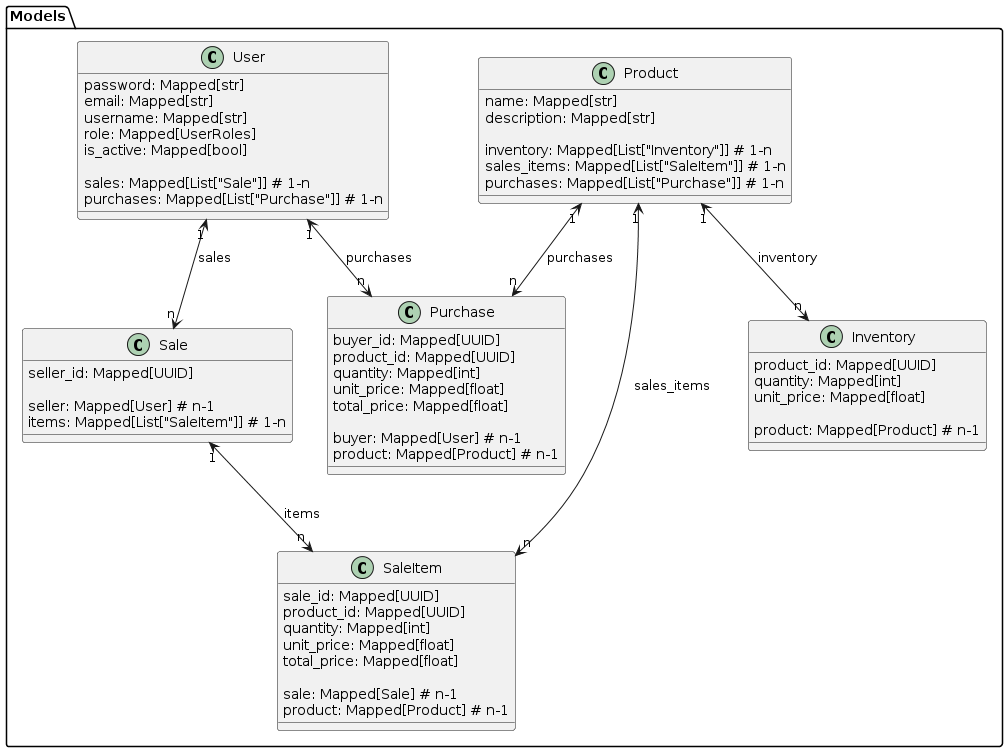 Models
C User
password: Mapped[str]
email: Mapped[str]
username: Mapped[str]
role: Mapped[UserRoles]
is_active: Mapped[bool]
sales: Mapped[List["Sale"]] # 1-n
purchases: Mapped[List["Purchase"]] # 1-n
C Product
name: Mapped[str]
description: Mapped[str]
inventory: Mapped[List["Inventory"]] # 1-n
sales_items: Mapped[List["SaleItem"]] # 1-n
purchases: Mapped[List["Purchase"]] # 1-n
1
sales
n
1
purchases
n
1
purchases
n
1
sales_items
n
1
inventory
n
C Sale
seller_id: Mapped[UUID]
seller: Mapped[User] # n-1
items: Mapped[List["SaleItem"]] # 1-n
C Purchase
buyer_id: Mapped[UUID]
product_id: Mapped[UUID]
quantity: Mapped[int]
unit_price: Mapped[float]
total_price: Mapped[float]
buyer: Mapped[User] # n-1
product: Mapped[Product] # n-1
C Inventory
product_id: Mapped[UUID]
quantity: Mapped[int]
unit_price: Mapped[float]
product: Mapped[Product] # n-1
1
items
n
C SaleItem
sale_id: Mapped[UUID]
product_id: Mapped[UUID]
quantity: Mapped[int]
unit_price: Mapped[float]
total_price: Mapped[float]
sale: Mapped[Sale] # n-1
product: Mapped[Product] # n-1